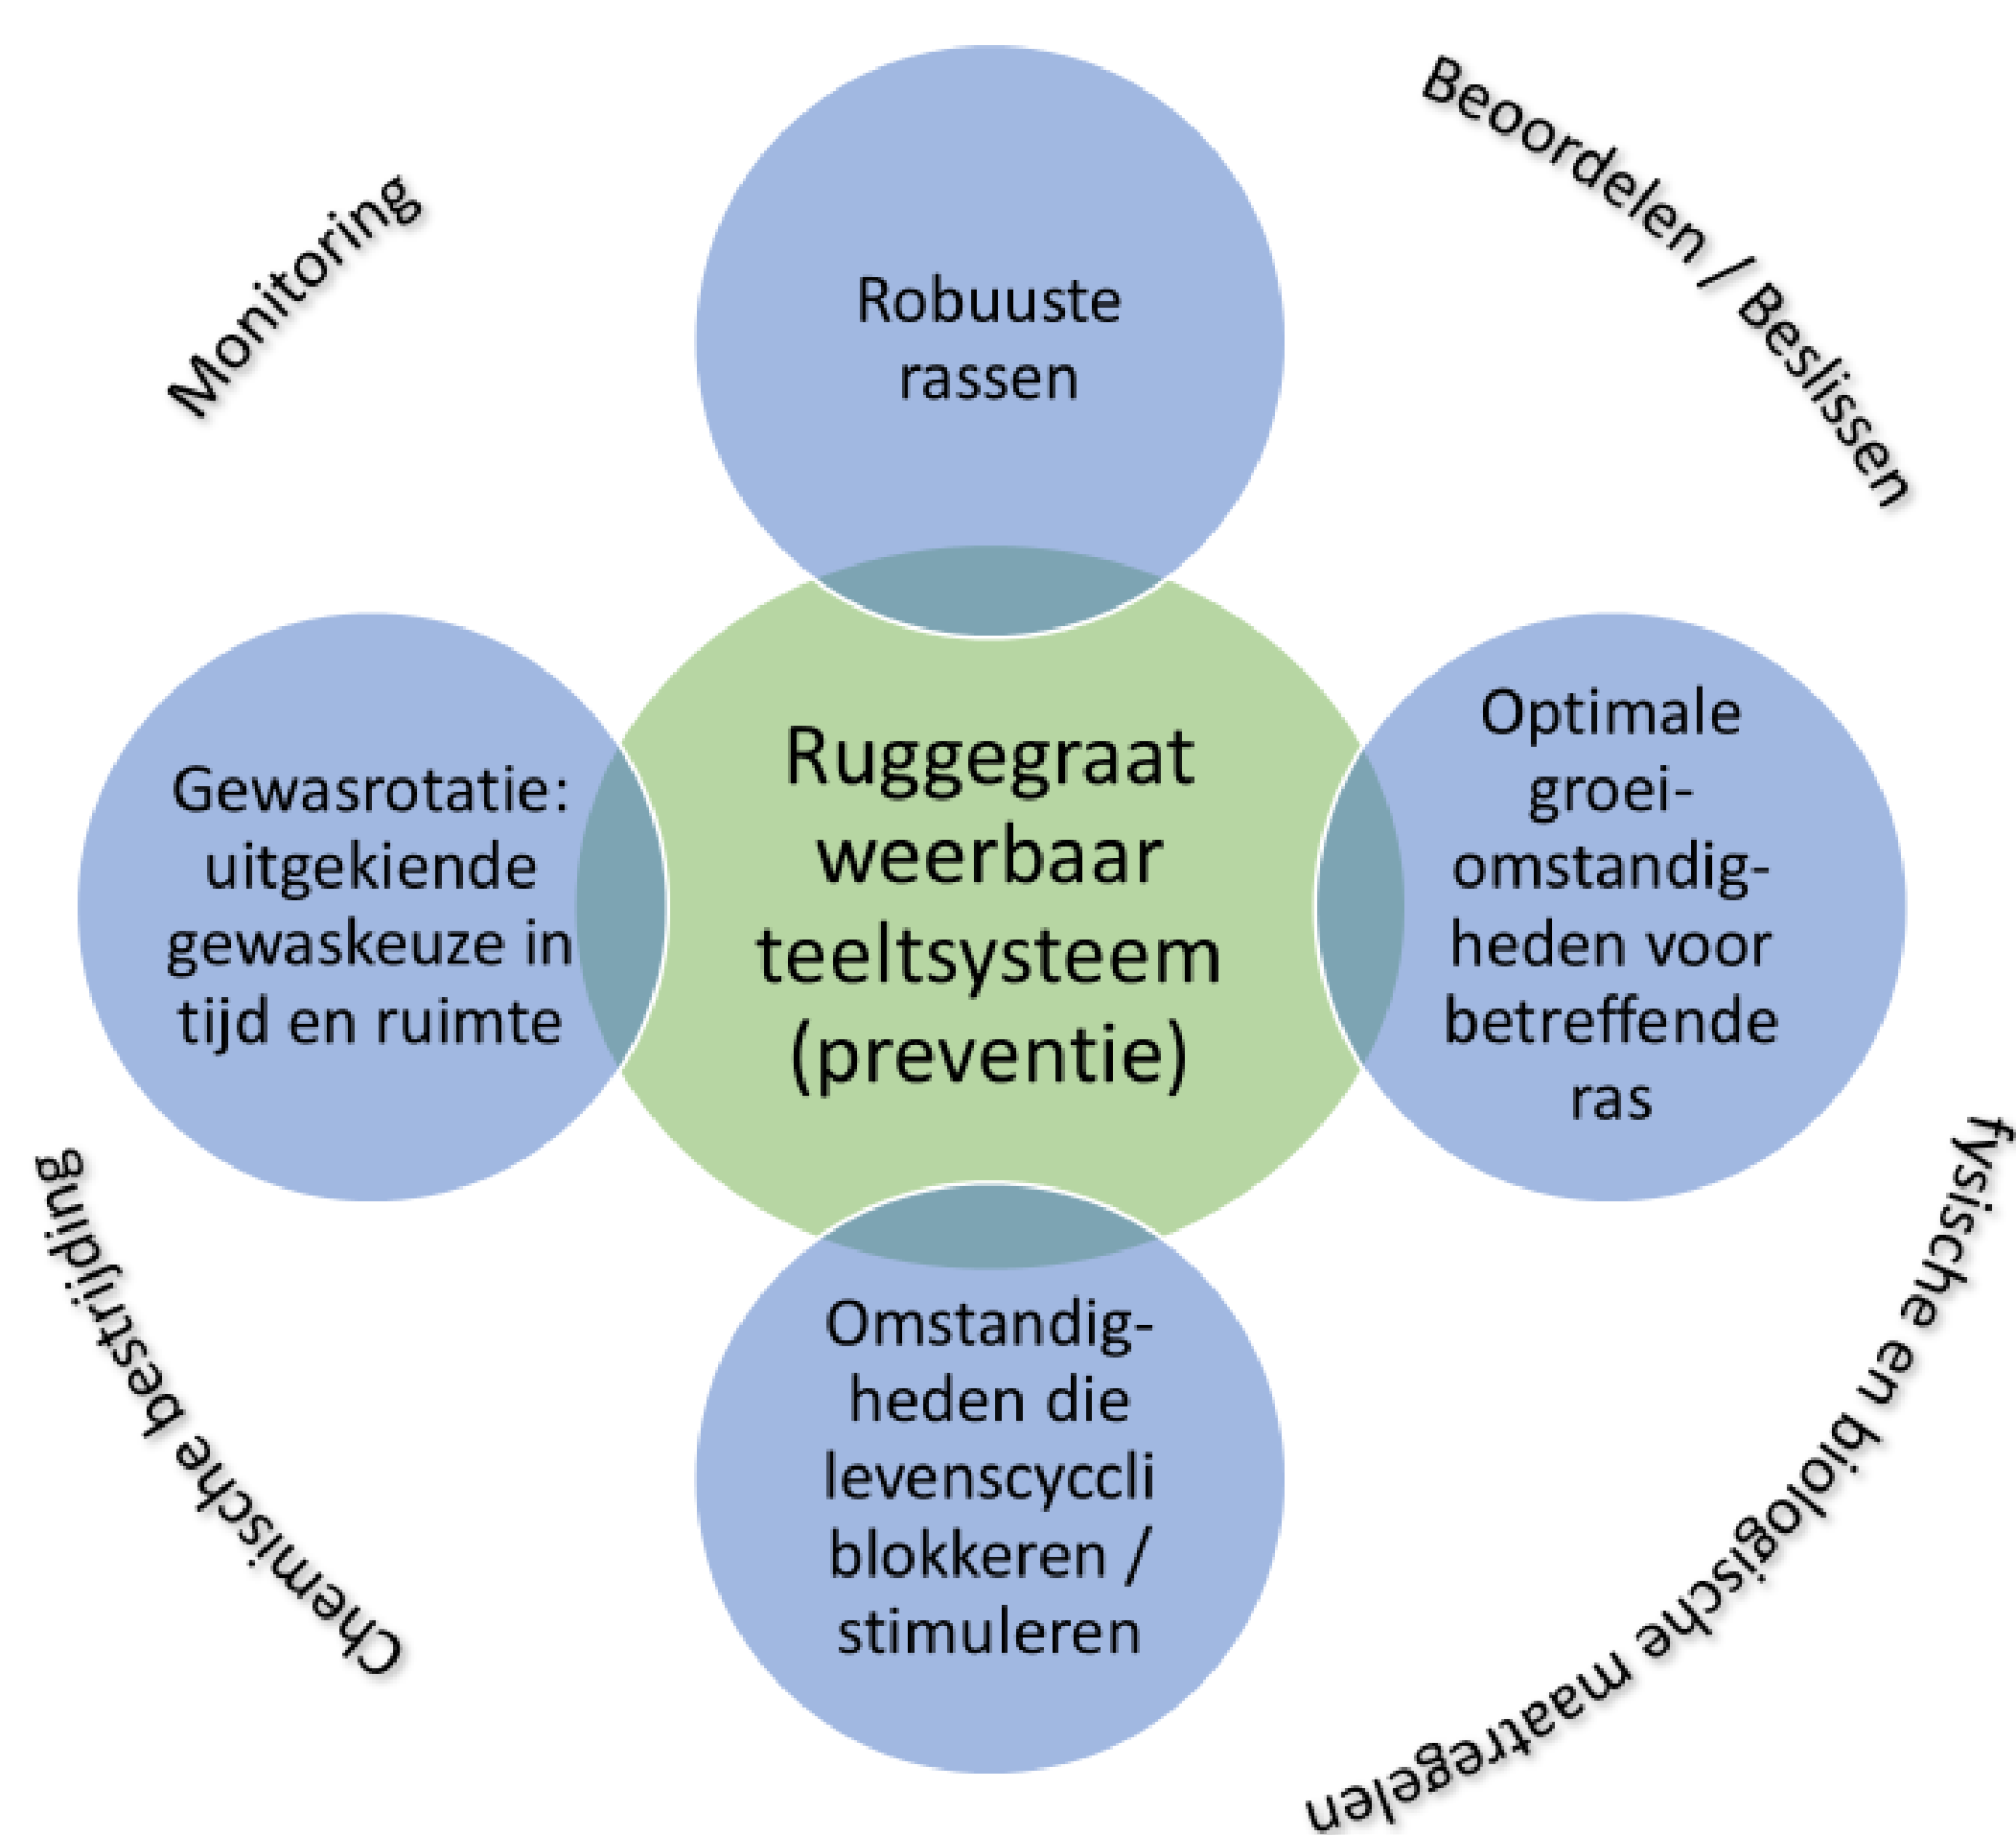 Monitoring
Beoordelen / Beslissen
Robuuste
rassen
Gewasrotatie:
uitgekiende
gewaskeuze in
tijd en ruimte
Ruggegraat
weerbaar
teeltsysteem
(preventie)
Optimale
groei-
omstandig-
heden voor
betreffende
ras
Omstandig-
heden die
levenscyccli
blokkeren /
stimuleren
fysische en biologische maatregelen
Chemische bestrijding